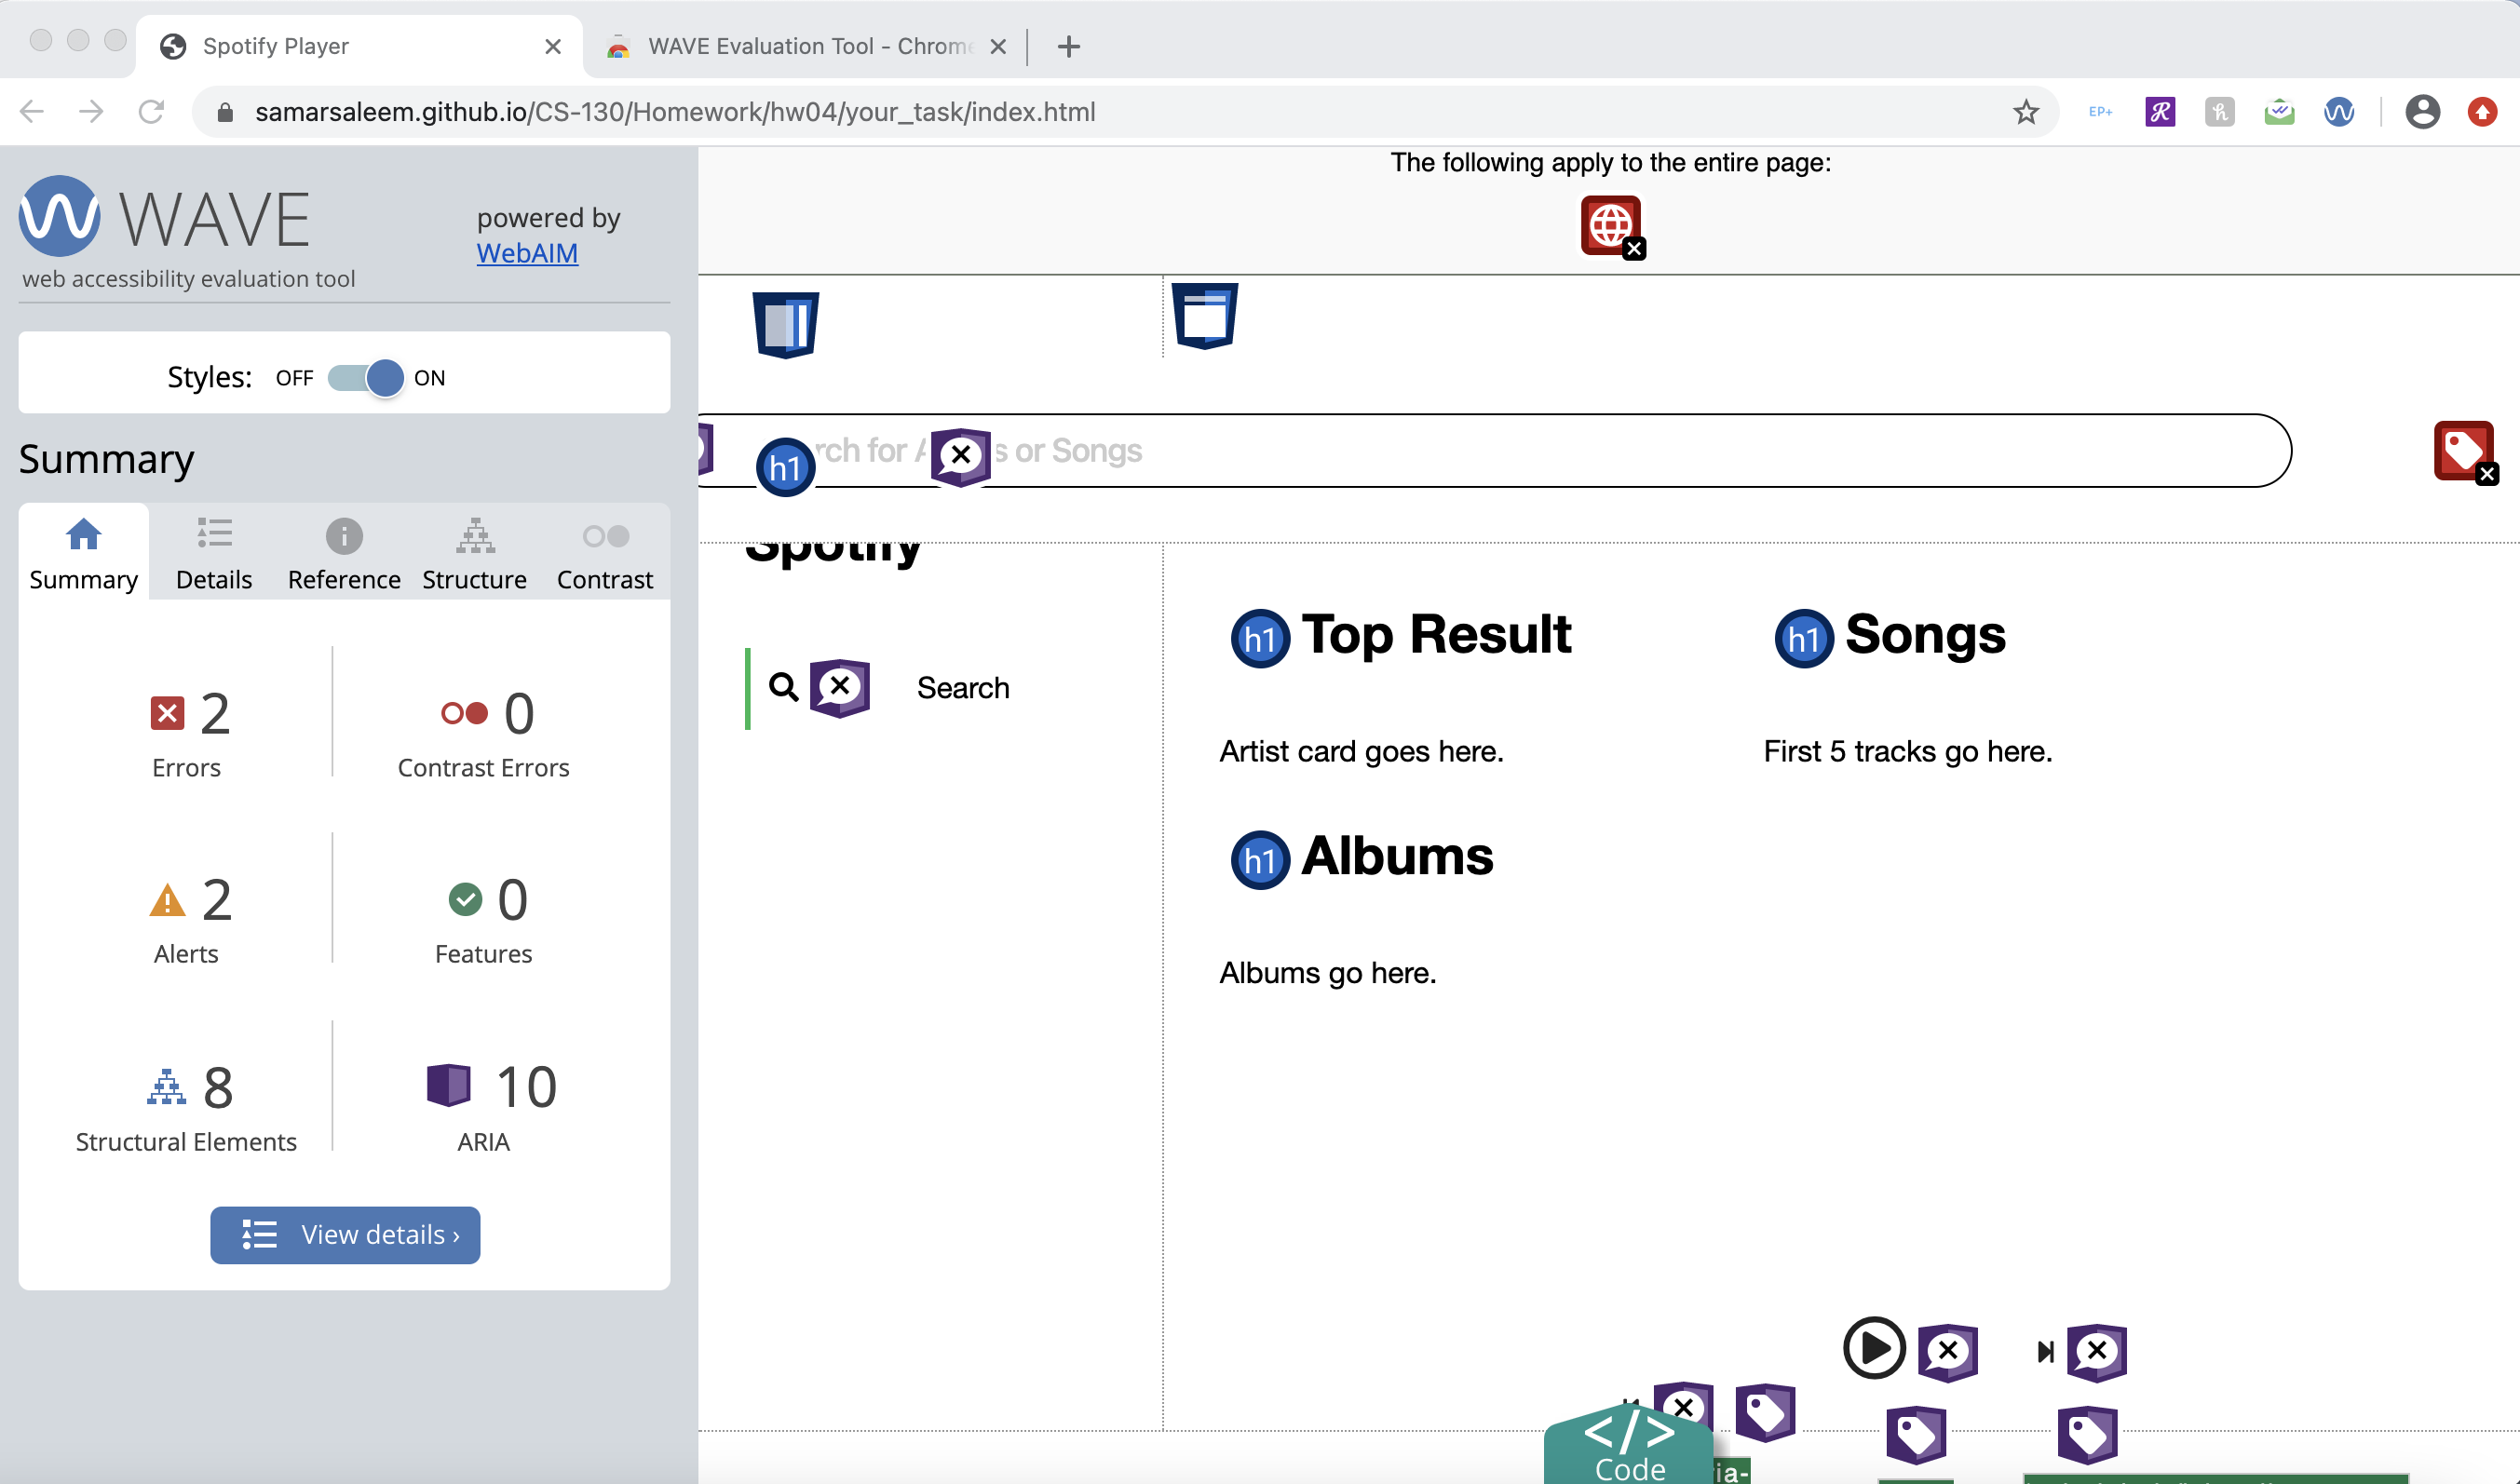 Spotify Player
WAVE Evaluation Tool - Chrome
samarsaleem.github.io/CS-130/Homework/hw04/your_task/index.html
EP+
WAVE
powered by
WebAIM
web accessibility evaluation tool
Styles: OFF ON
Summary
Summary Details Reference Structure Contrast
2
Errors
0
Contrast Errors
2
Alerts
0
Features
8
Structural Elements
10
ARIA
View details ›
The following apply to the entire page:
h1 rch for A s or Songs
Spotify
Search
h1 Top Result
Artist card goes here.
h1 Songs
First 5 tracks go here.
h1 Albums
Albums go here.
</>
Code
ria-